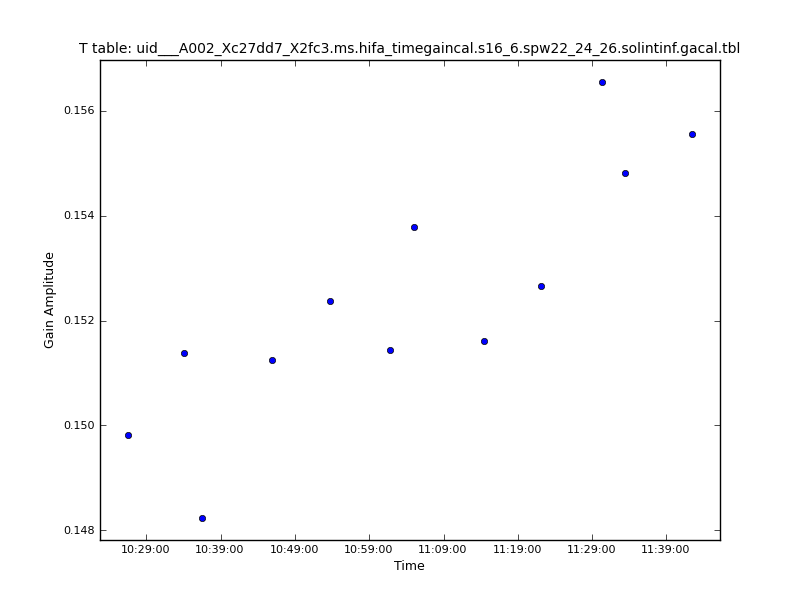 T table: uid___A002_Xc27dd7_X2fc3.ms.hifa_timegaincal.s16_6.spw22_24_26.solintinf.gacal.tbl
0.156
0.154
0.152
0.150
0.148
Gain Amplitude
10:29:00 10:39:00 10:49:00 10:59:00 11:09:00 11:19:00 11:29:00 11:39:00
Time